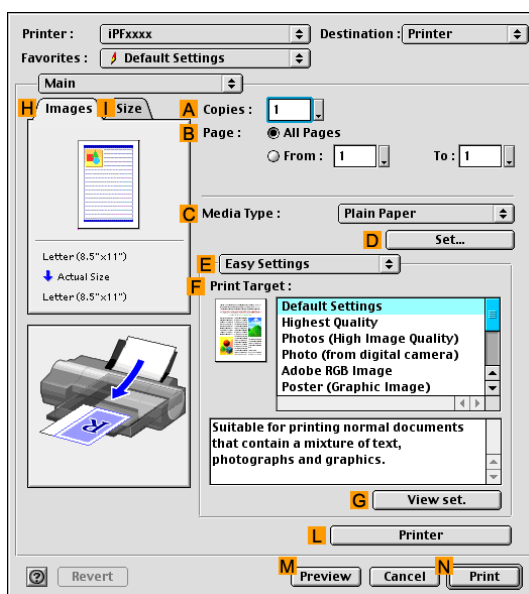 Printer : iPFxxxx Destination : Printer
Favorites : Default Settings
Main
H Images I Size
A Copies : 1
B Page : All Pages
From : 1 To : 1
C Media Type : Plain Paper
D Set...
Letter (8.5"x11")
Actual Size
Letter (8.5"x11")
E Easy Settings
F Print Target :
Default Settings
Highest Quality
Photos (High Image Quality)
Photo (from digital camera)
Adobe RGB Image
Poster (Graphic Image)
R
Suitable for printing normal documents
that contain a mixture of text,
photographs and graphics.
G View set.
L Printer
? Revert M Preview Cancel N Print